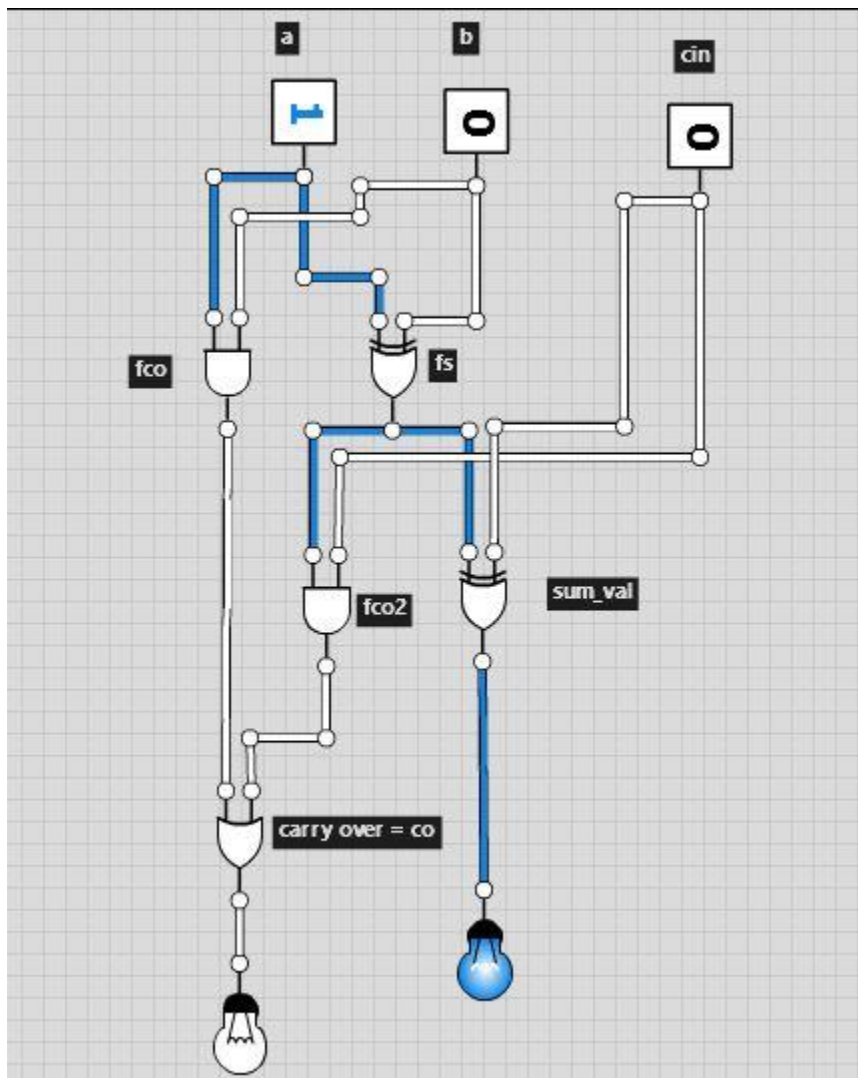 a
b
cin
1
0
0
fco
fs
fco2
sum_val
carry over = co